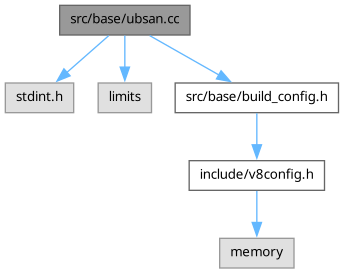 src/base/ubsan.cc
stdint.h
limits
src/base/build_config.h
include/v8config.h
memory